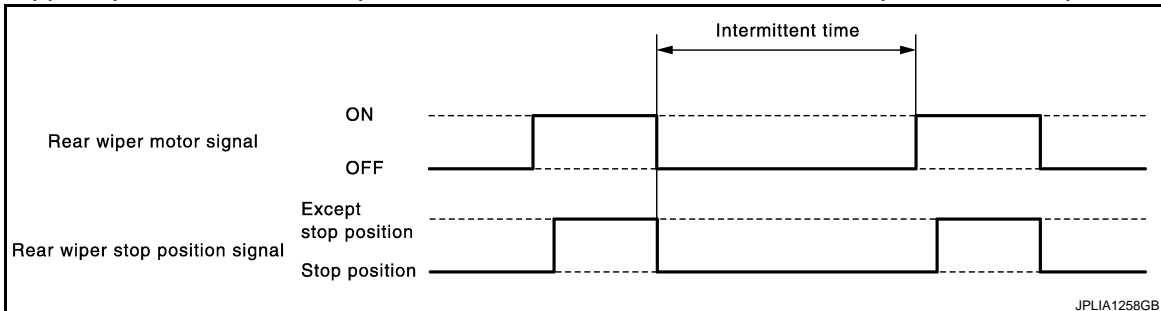 Intermittent time
ON
Rear wiper motor signal
OFF
Except
stop position
Rear wiper stop position signal
Stop position
JPLIA1258GB